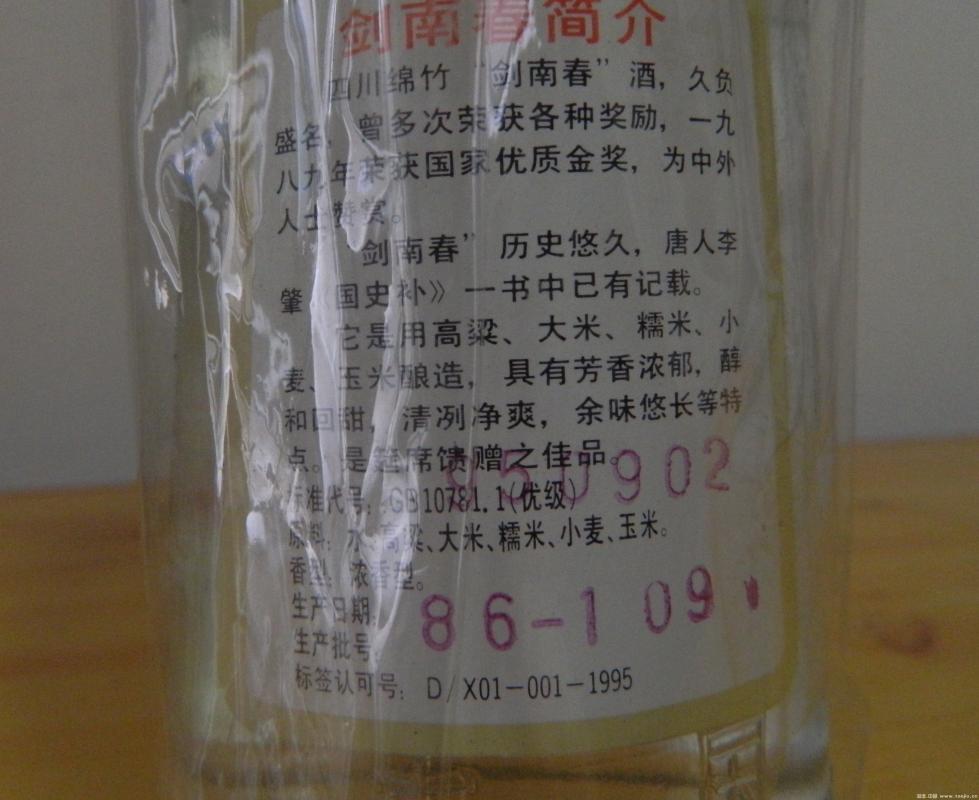 剑南春简介
四川绵竹“剑南春”酒，久负
盛名，曾多次荣获各种奖励，一九
八九年荣获国家优质金奖，为中外
人士赞赏。
剑南春”历史悠久，唐人李
肇《国史补》一书中已有记载。
它是用高粱、大米、糯米、小
麦、玉米酿造，具有芳香浓郁，醇
和回甜，清冽净爽，余味悠长等特
点。是筵席馈赠之佳品。
950902
标准代号：GB10781.1(优级)
原料：水、高粱、大米、糯米、小麦、玉米。
香型：浓香型。
生产日期：
86-109
生产批号：
标签认可号：D/X01-001-1995